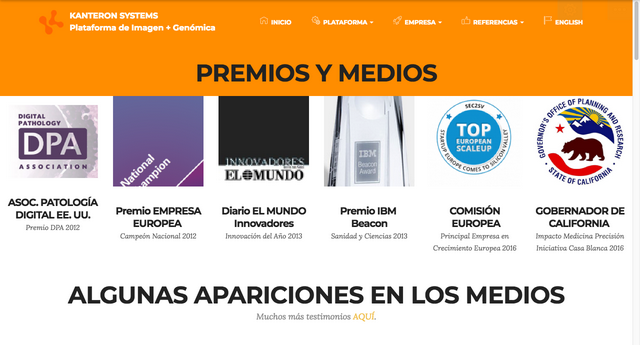 KANTERON SYSTEMS
Plataforma de Imagen + Genómica
INICIO
PLATAFORMA
EMPRESA
REFERENCIAS
ENGLISH
PREMIOS Y MEDIOS
DIGITAL
PATHOLOGY
DPA
ASSOCIATION
National
Champion
INNOVADORES
EL MUNDO
IBM
Beacon
Award
SEC2SV
TOP
EUROPEAN
SCALEUP
STARTUP EUROPE COMES TO SILICON VALLEY
GOVERNOR'S OFFICE OF PLANNING AND RESEARCH
STATE OF CALIFORNIA
ASOC. PATOLOGÍA
DIGITAL EE. UU.
Premio DPA 2012
Premio EMPRESA
EUROPEA
Campeón Nacional 2012
Diario EL MUNDO
Innovadores
Innovación del Año 2013
Premio IBM
Beacon
Sanidad y Ciencias 2013
COMISIÓN
EUROPEA
Principal Empresa en
Crecimiento Europea 2016
GOBERNADOR DE
CALIFORNIA
Impacto Medicina Precisión
Iniciativa Casa Blanca 2016
ALGUNAS APARICIONES EN LOS MEDIOS
Muchos más testimonios AQUÍ.